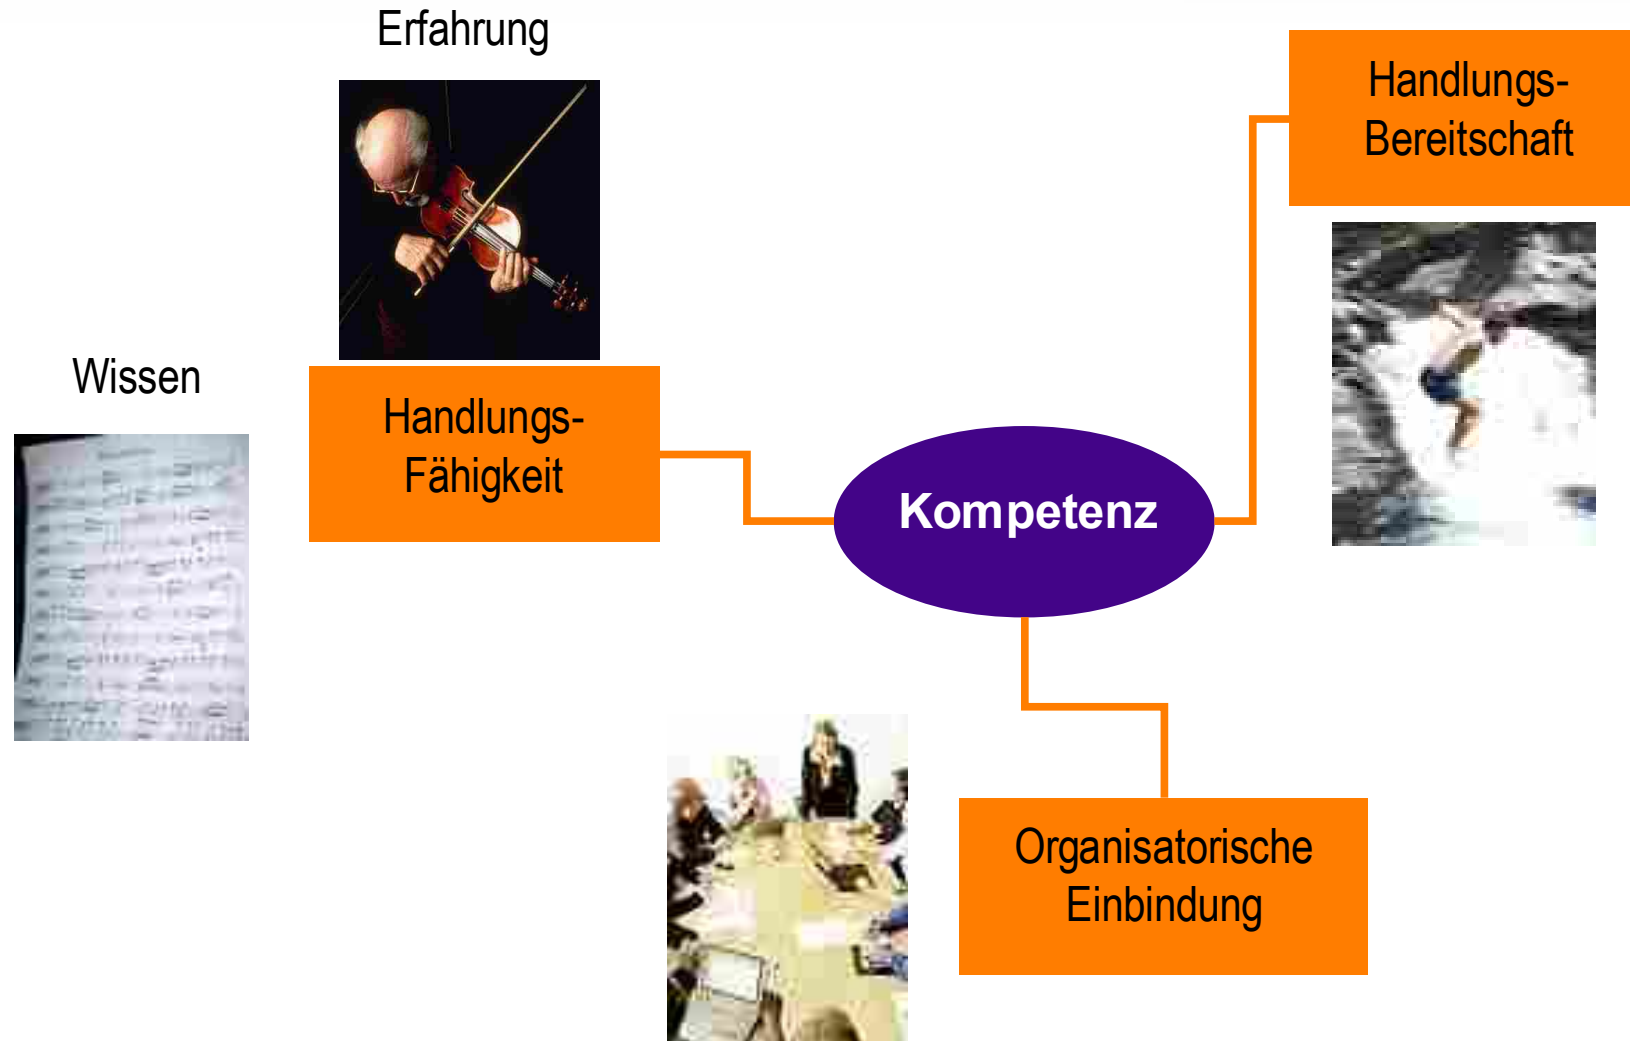 Erfahrung
Handlungs-
Bereitschaft
Wissen
Handlungs-
Fähigkeit
Kompetenz
Organisatorische
Einbindung